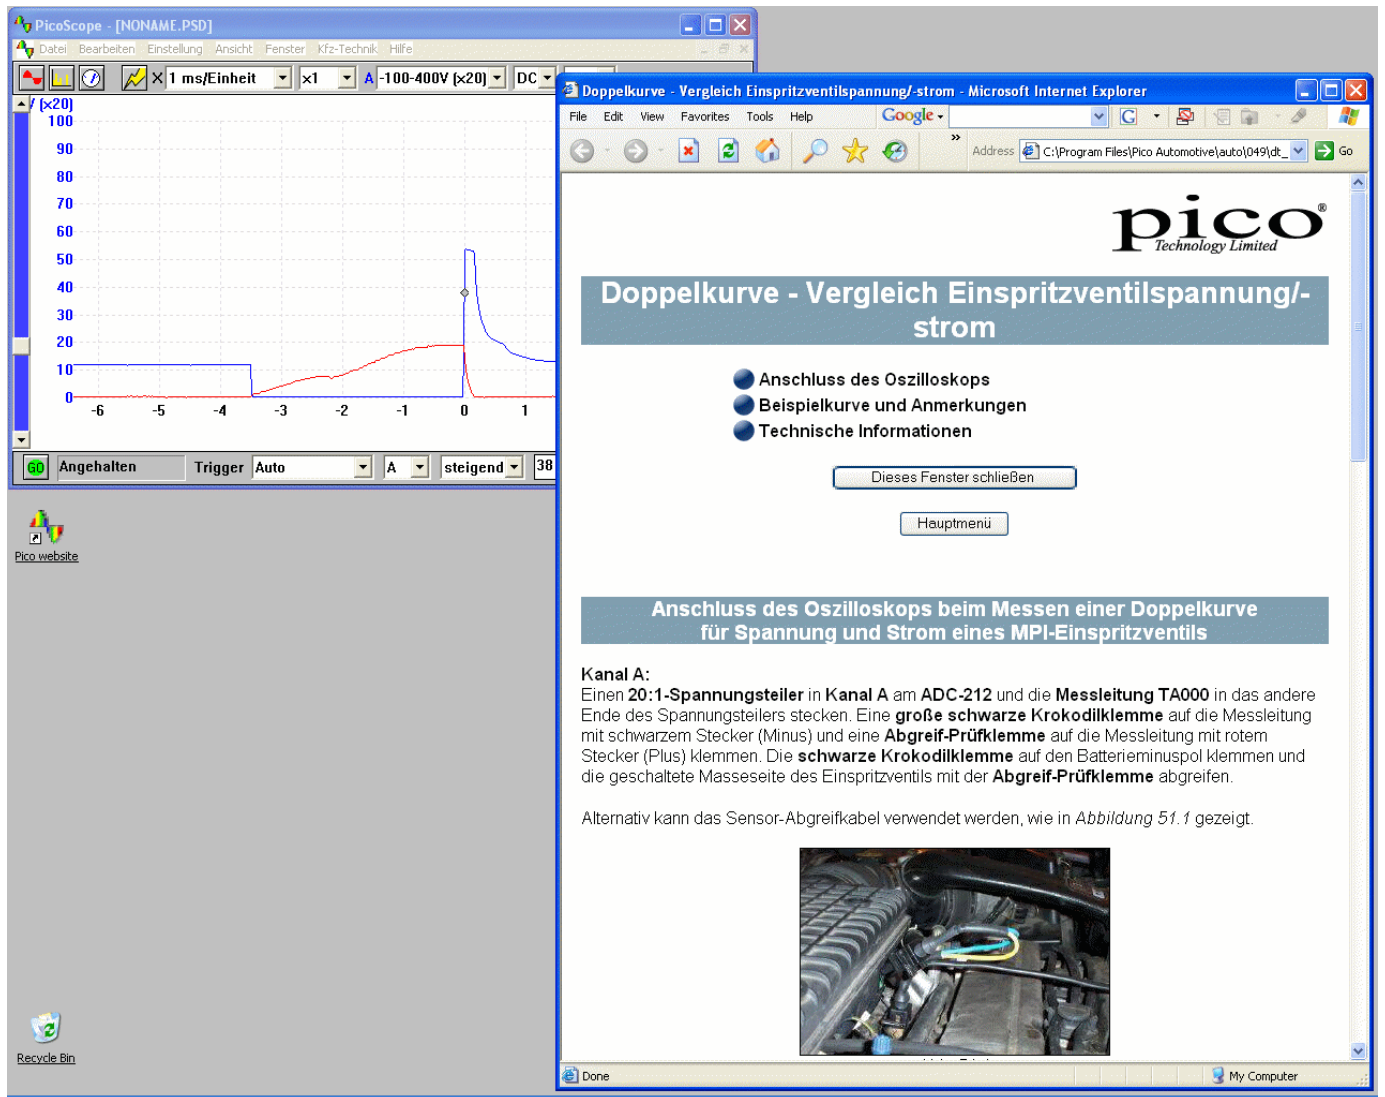 PicoScope - [NONAME.PSD]
Datei Bearbeiten Einstellung Ansicht Fenster Kfz-Technik Hilfe
X 1 ms/Einheit x1 A -100-400V (x20) DC
V (x20)
100
90
80
70
60
50
40
30
20
10
0
-6 -5 -4 -3 -2 -1 0 1
GO Angehalten Trigger Auto A steigend 38
Pico website
Recycle Bin
Doppelkurve - Vergleich Einspritzventilspannung/-strom - Microsoft Internet Explorer
File Edit View Favorites Tools Help Google G
» Address C:\Program Files\Pico Automotive\auto\049\dt_ Go
pico®
Technology Limited
Doppelkurve - Vergleich Einspritzventilspannung/-
strom
Anschluss des Oszilloskops
Beispielkurve und Anmerkungen
Technische Informationen
Dieses Fenster schließen
Hauptmenü
Anschluss des Oszilloskops beim Messen einer Doppelkurve
für Spannung und Strom eines MPI-Einspritzventils
Kanal A:
Einen 20:1-Spannungsteiler in Kanal A am ADC-212 und die Messleitung TA000 in das andere
Ende des Spannungsteilers stecken. Eine große schwarze Krokodilklemme auf die Messleitung
mit schwarzem Stecker (Minus) und eine Abgreif-Prüfklemme auf die Messleitung mit rotem
Stecker (Plus) klemmen. Die schwarze Krokodilklemme auf den Batterieminuspol klemmen und
die geschaltete Masseseite des Einspritzventils mit der Abgreif-Prüfklemme abgreifen.
Alternativ kann das Sensor-Abgreifkabel verwendet werden, wie in Abbildung 51.1 gezeigt.
Done My Computer